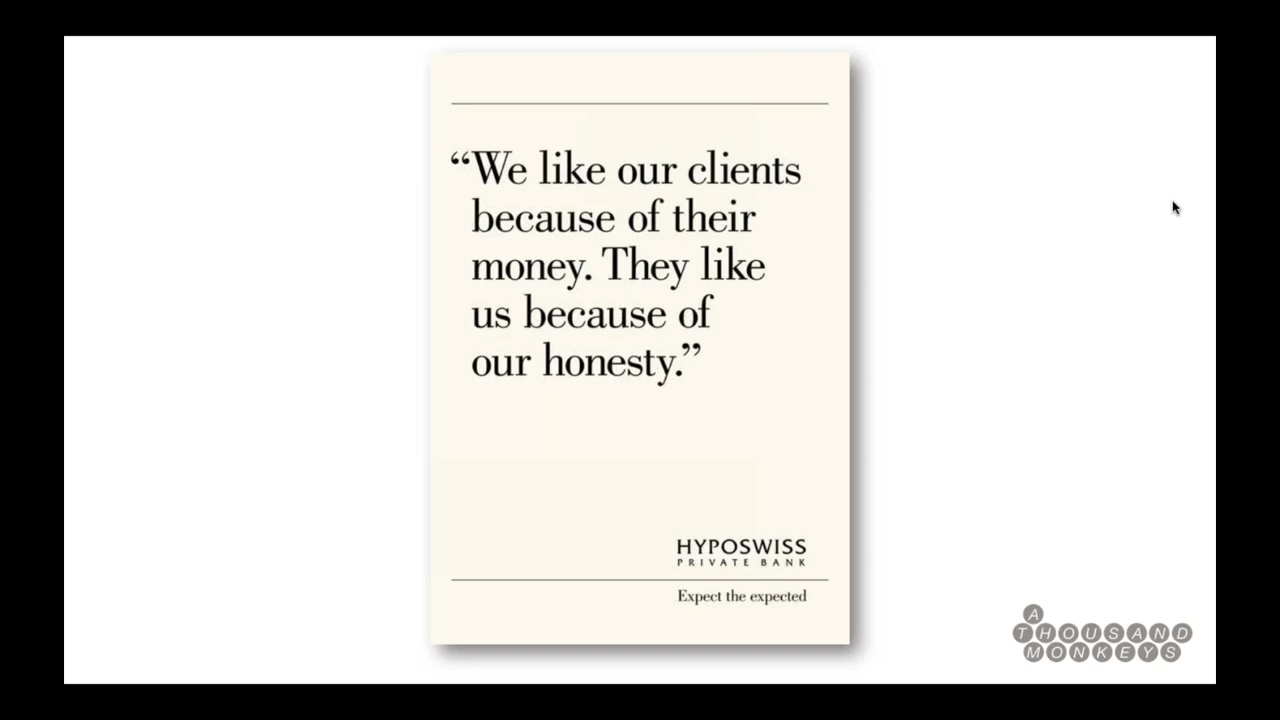 “We like our clients
because of their
money. They like
us because of
our honesty.”
HYPOSWISS
PRIVATE BANK
Expect the expected
A
THOUSAND
MONKEYS